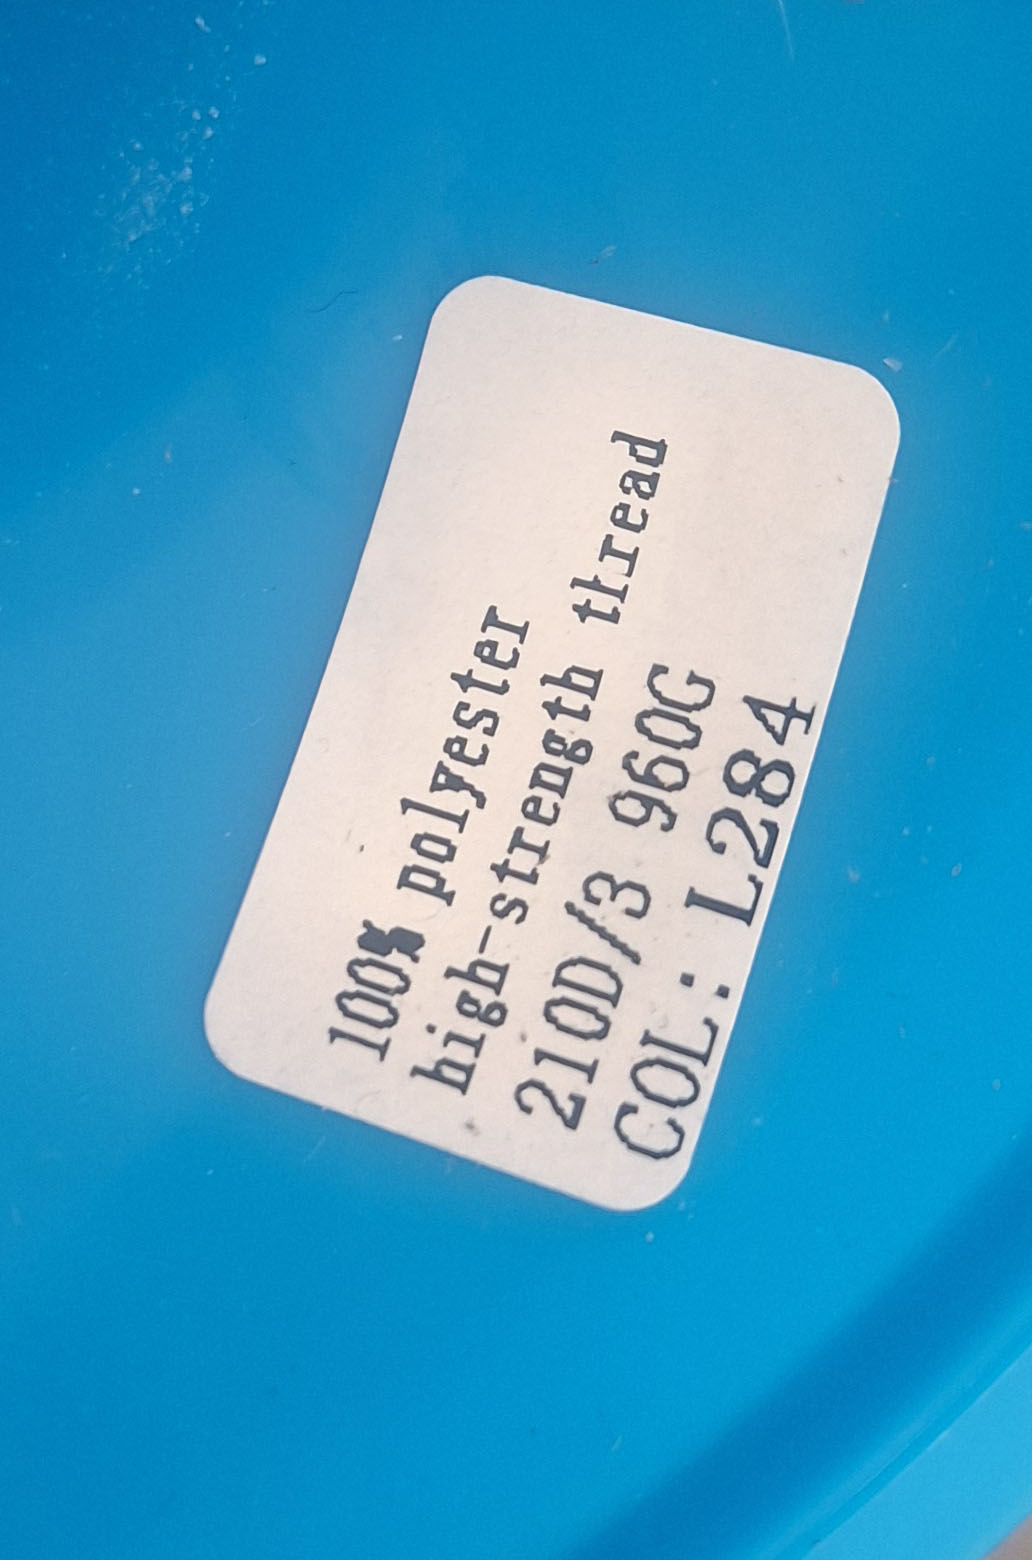 100% polyester
high-strength thread
210D/3 960G
COL: L284